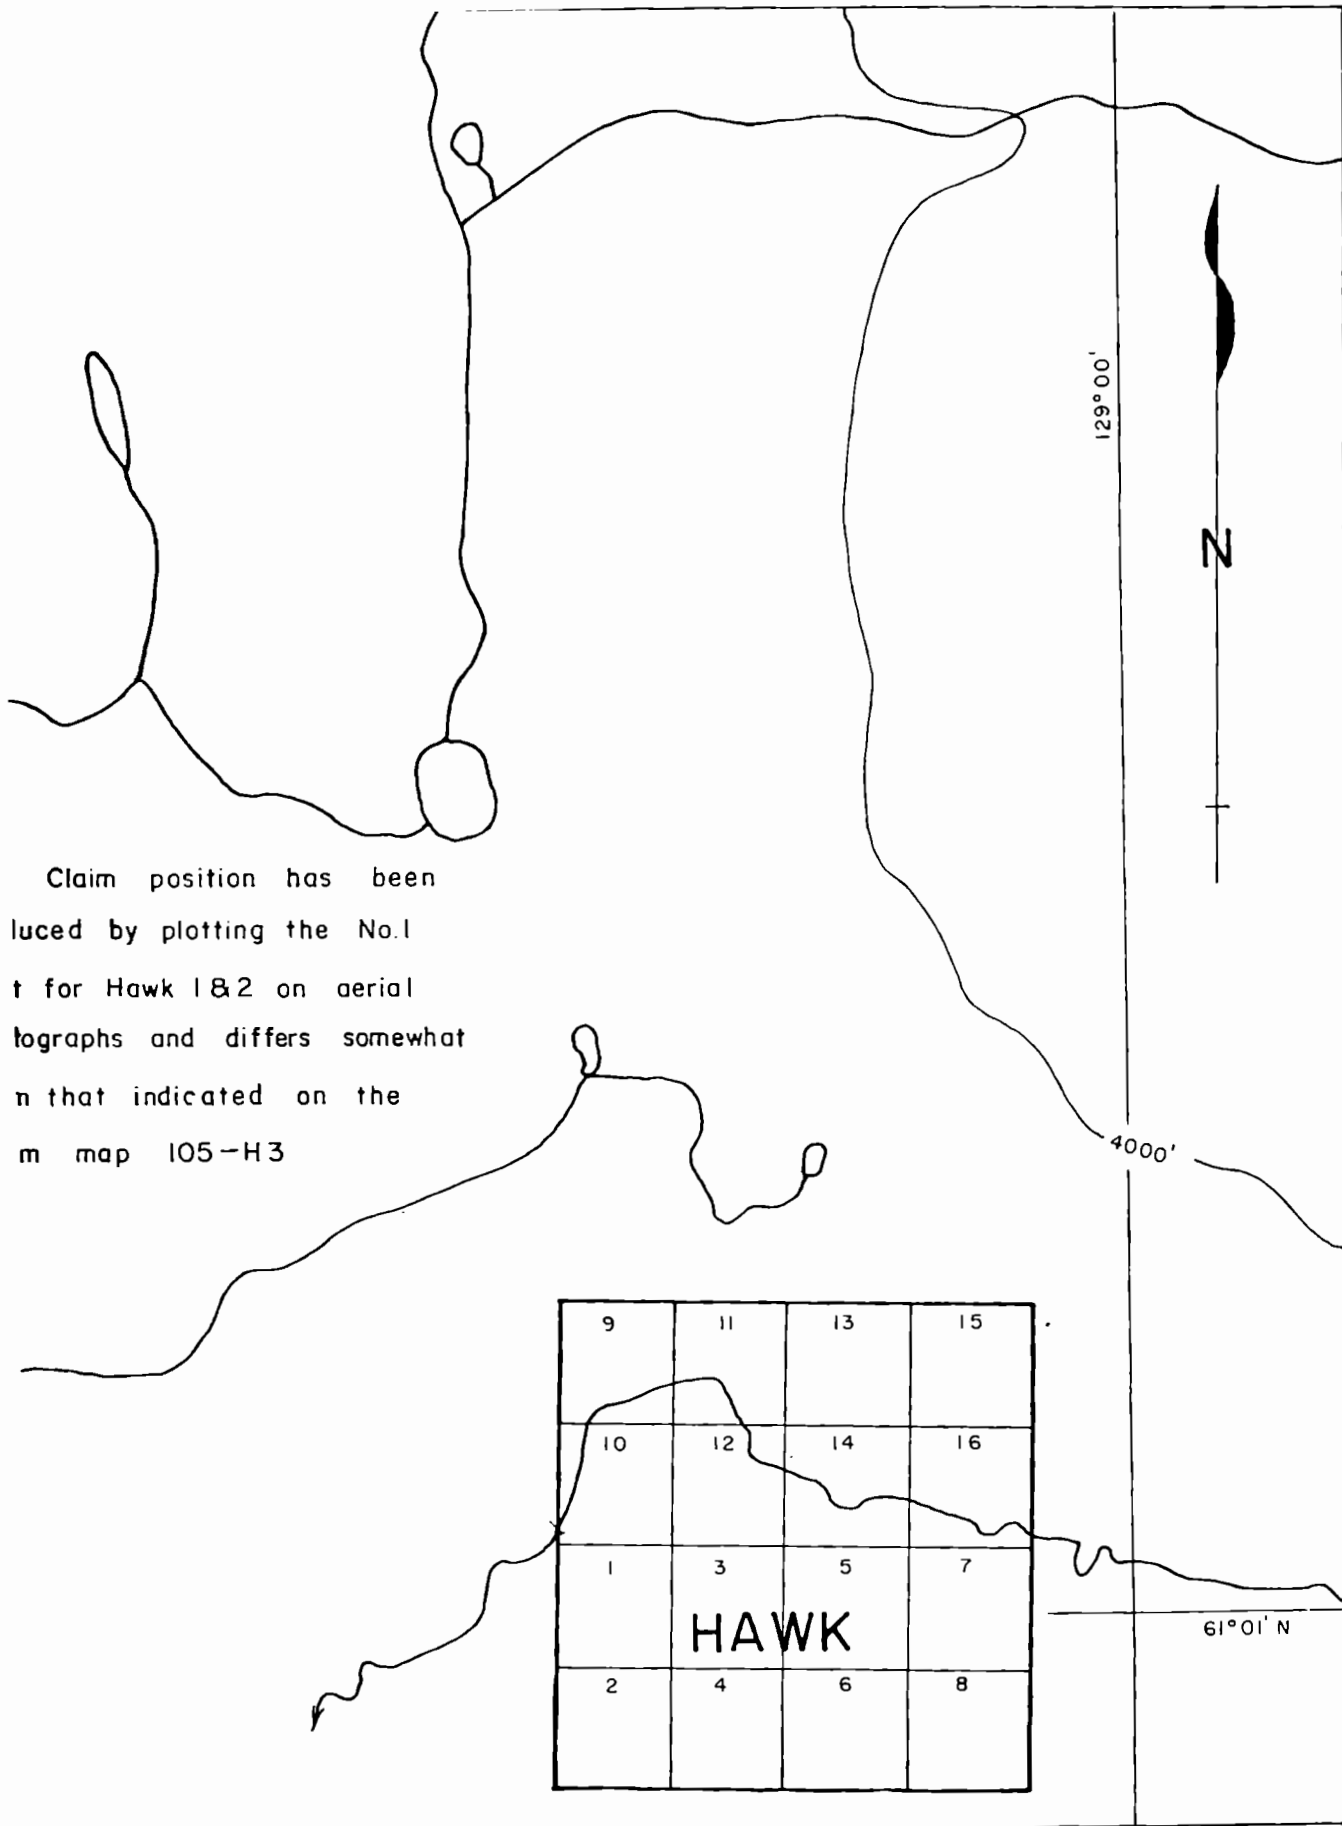 129° 00'
N
Claim position has been
luced by plotting the No.1
t for Hawk 1 & 2 on aerial
tographs and differs somewhat
n that indicated on the
m map 105-H3
4000'
9 11 13 15
10 12 14 16
1 3 5 7
HAWK
61° 01' N
2 4 6 8